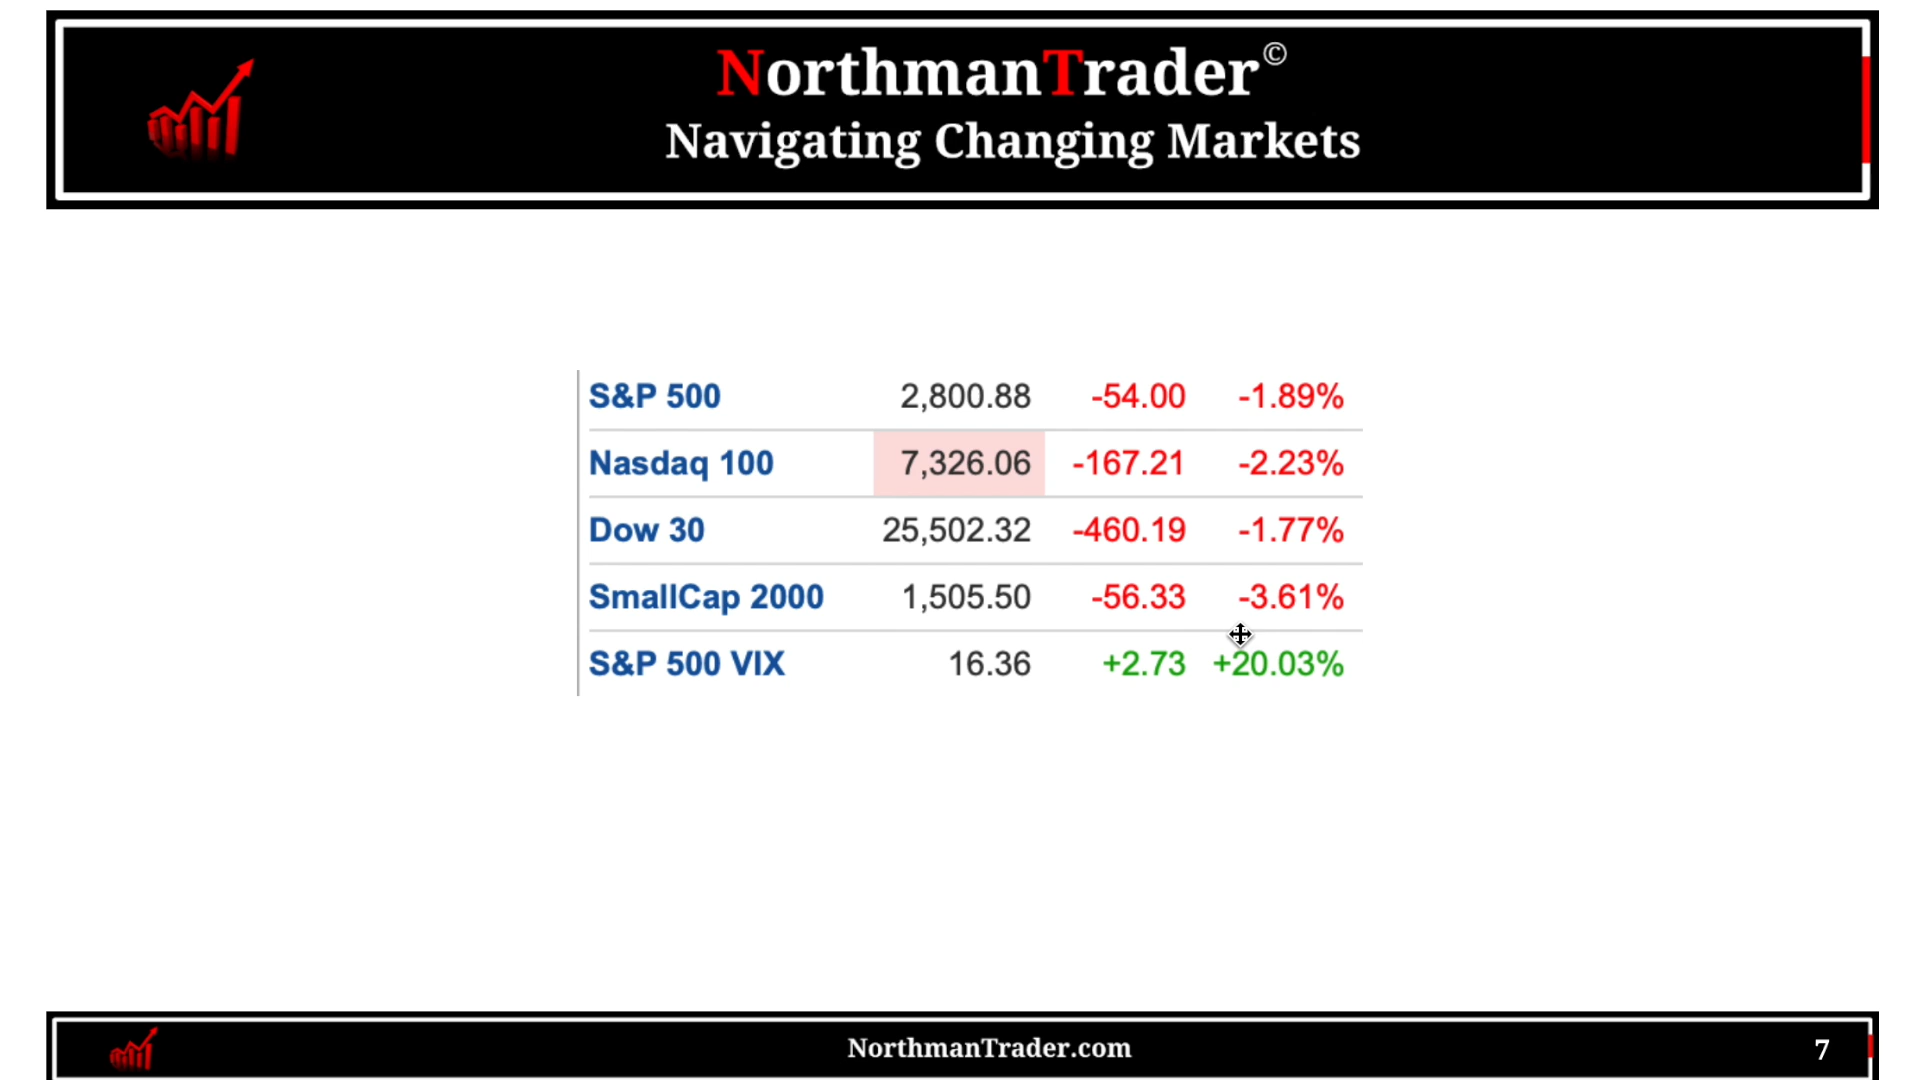 NorthmanTrader©
Navigating Changing Markets
S&P 500 2,800.88 -54.00 -1.89%
Nasdaq 100 7,326.06 -167.21 -2.23%
Dow 30 25,502.32 -460.19 -1.77%
SmallCap 2000 1,505.50 -56.33 -3.61%
S&P 500 VIX 16.36 +2.73 +20.03%
NorthmanTrader.com 7